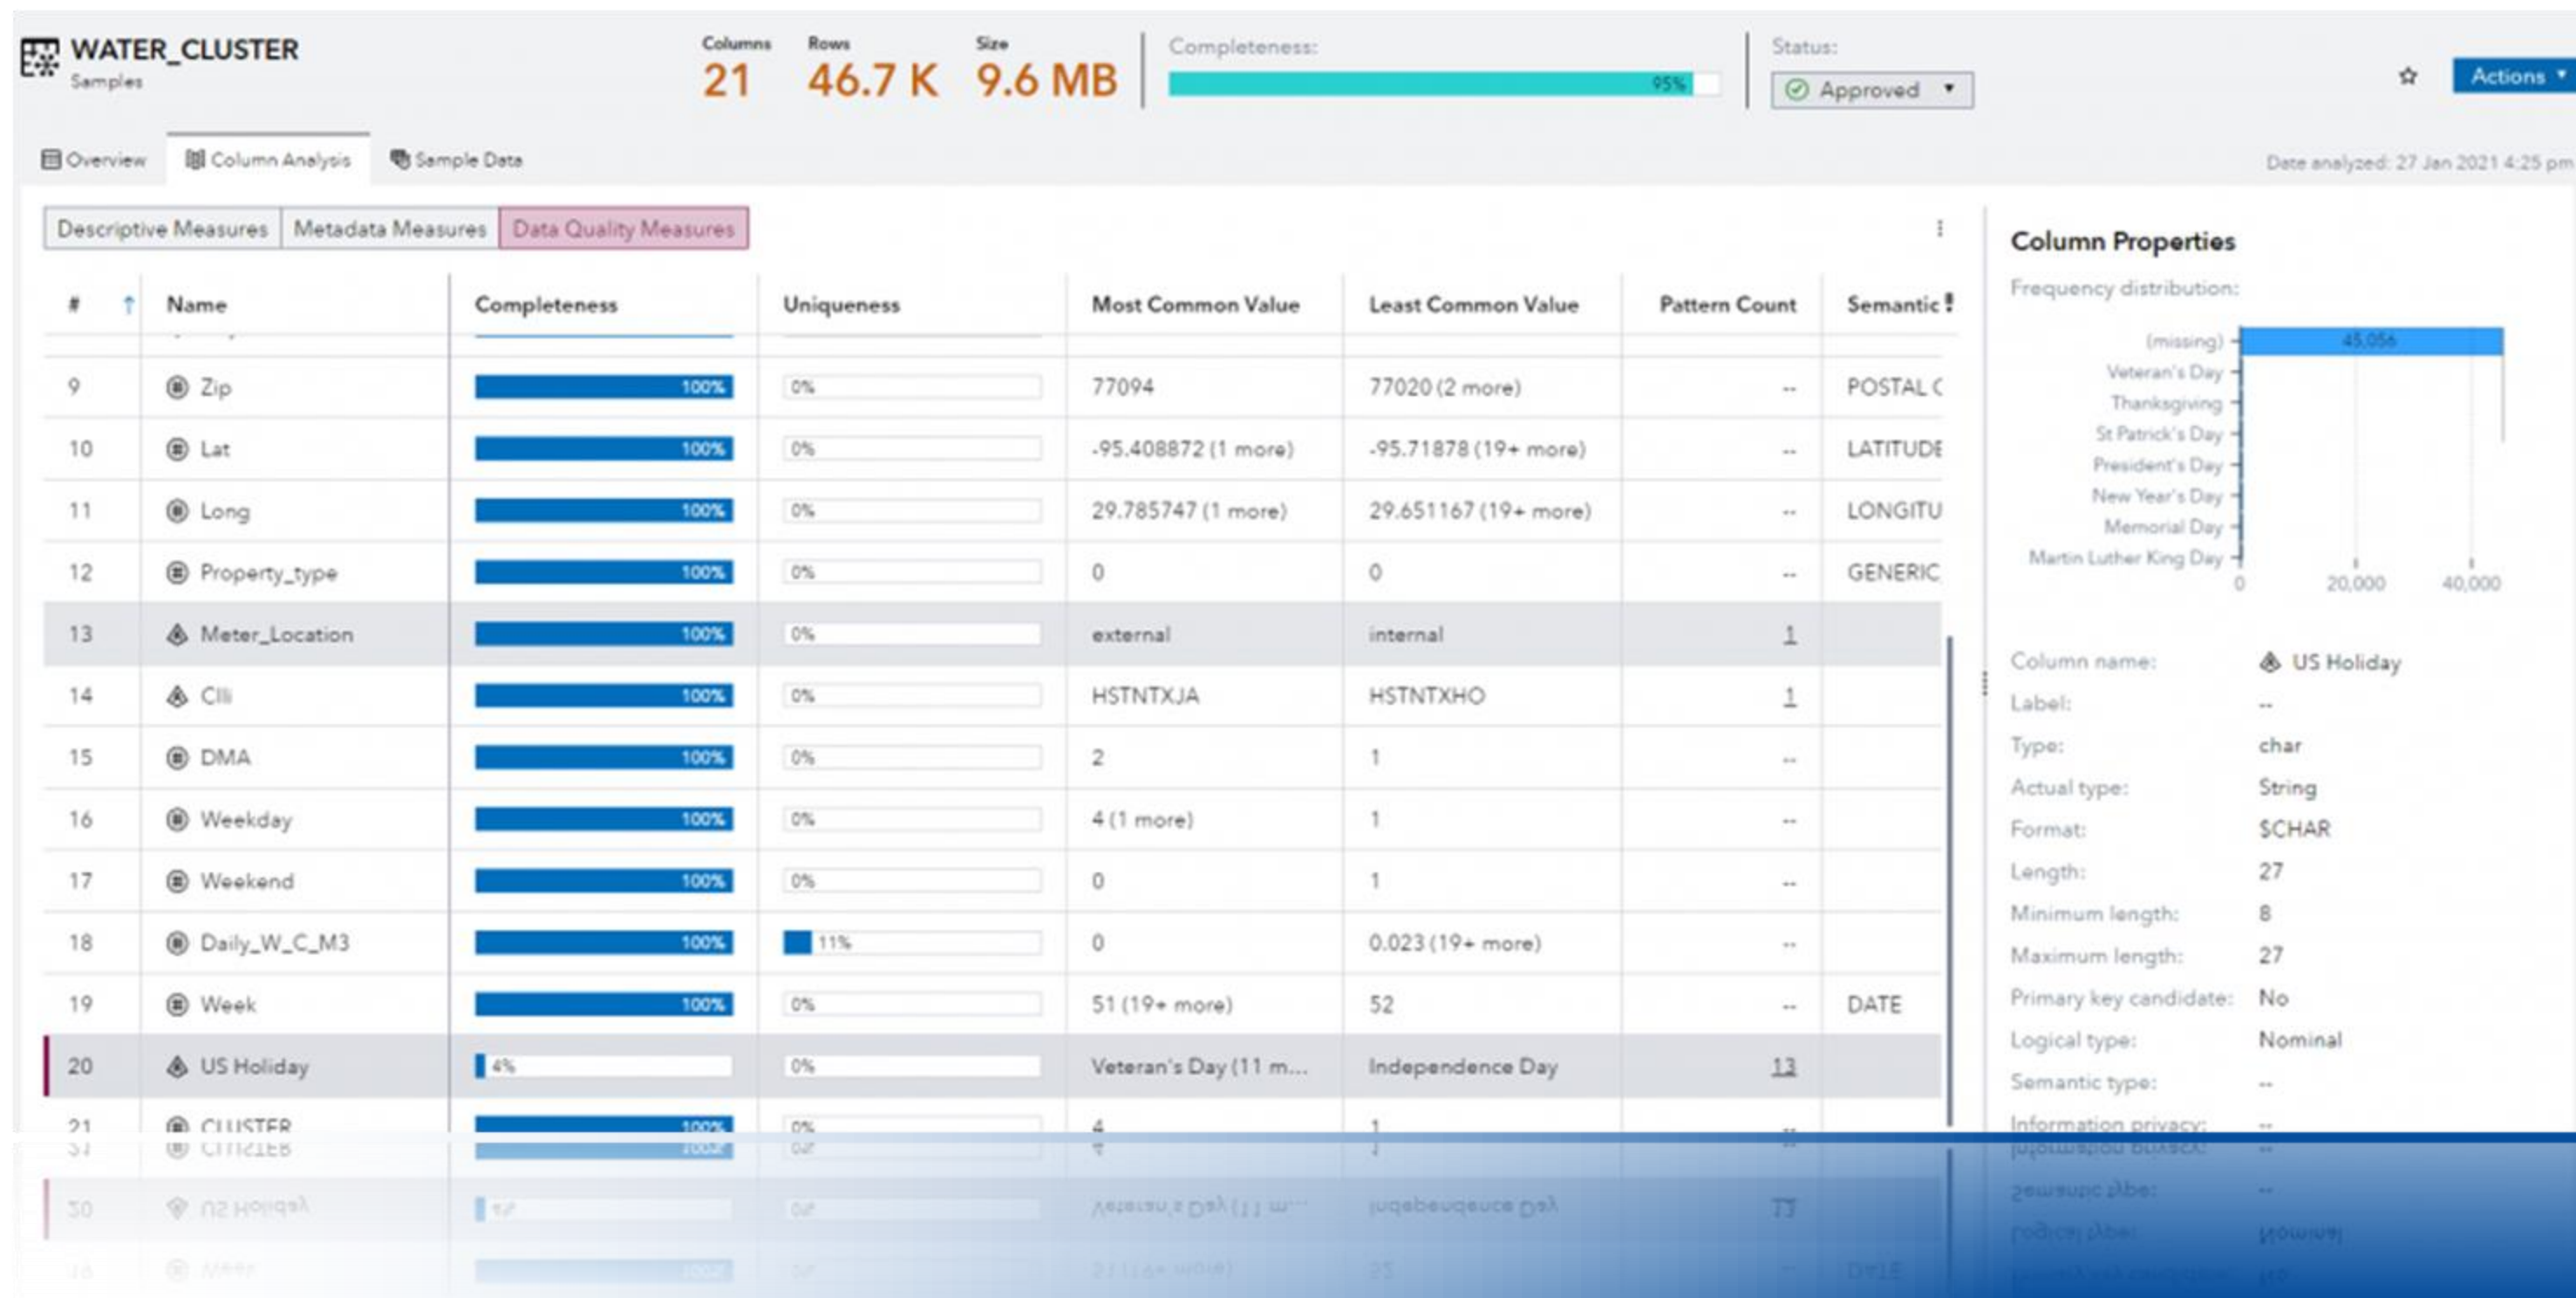 WATER_CLUSTER
Samples
Columns Rows Size
21 46.7 K 9.6 MB
Completeness:
95%
Status:
Approved
Actions
Overview Column Analysis Sample Data
Date analyzed: 27 Jan 2021 4:25 pm
Descriptive Measures Metadata Measures Data Quality Measures
# Name Completeness Uniqueness Most Common Value Least Common Value Pattern Count Semantic
9 Zip 100% 0% 77094 77020 (2 more) -- POSTAL C
10 Lat 100% 0% -95.408872 (1 more) -95.71878 (19+ more) -- LATITUDE
11 Long 100% 0% 29.785747 (1 more) 29.651167 (19+ more) -- LONGITU
12 Property_type 100% 0% 0 0 -- GENERIC
13 Meter_Location 100% 0% external internal 1
14 Clli 100% 0% HSTNTXJA HSTNTXHO 1
15 DMA 100% 0% 2 1 --
16 Weekday 100% 0% 4 (1 more) 1 --
17 Weekend 100% 0% 0 1 --
18 Daily_W_C_M3 100% 11% 0 0.023 (19+ more) --
19 Week 100% 0% 51 (19+ more) 52 -- DATE
20 US Holiday 4% 0% Veteran's Day (11 m... Independence Day 13
21 CLUSTER 100% 0% 4 1 --
Column Properties
Frequency distribution:
(missing) 45,056
Veteran's Day
Thanksgiving
St Patrick's Day
President's Day
New Year's Day
Memorial Day
Martin Luther King Day
0 20,000 40,000
Column name: US Holiday
Label: --
Type: char
Actual type: String
Format: $CHAR
Length: 27
Minimum length: 8
Maximum length: 27
Primary key candidate: No
Logical type: Nominal
Semantic type: --
Information privacy: --